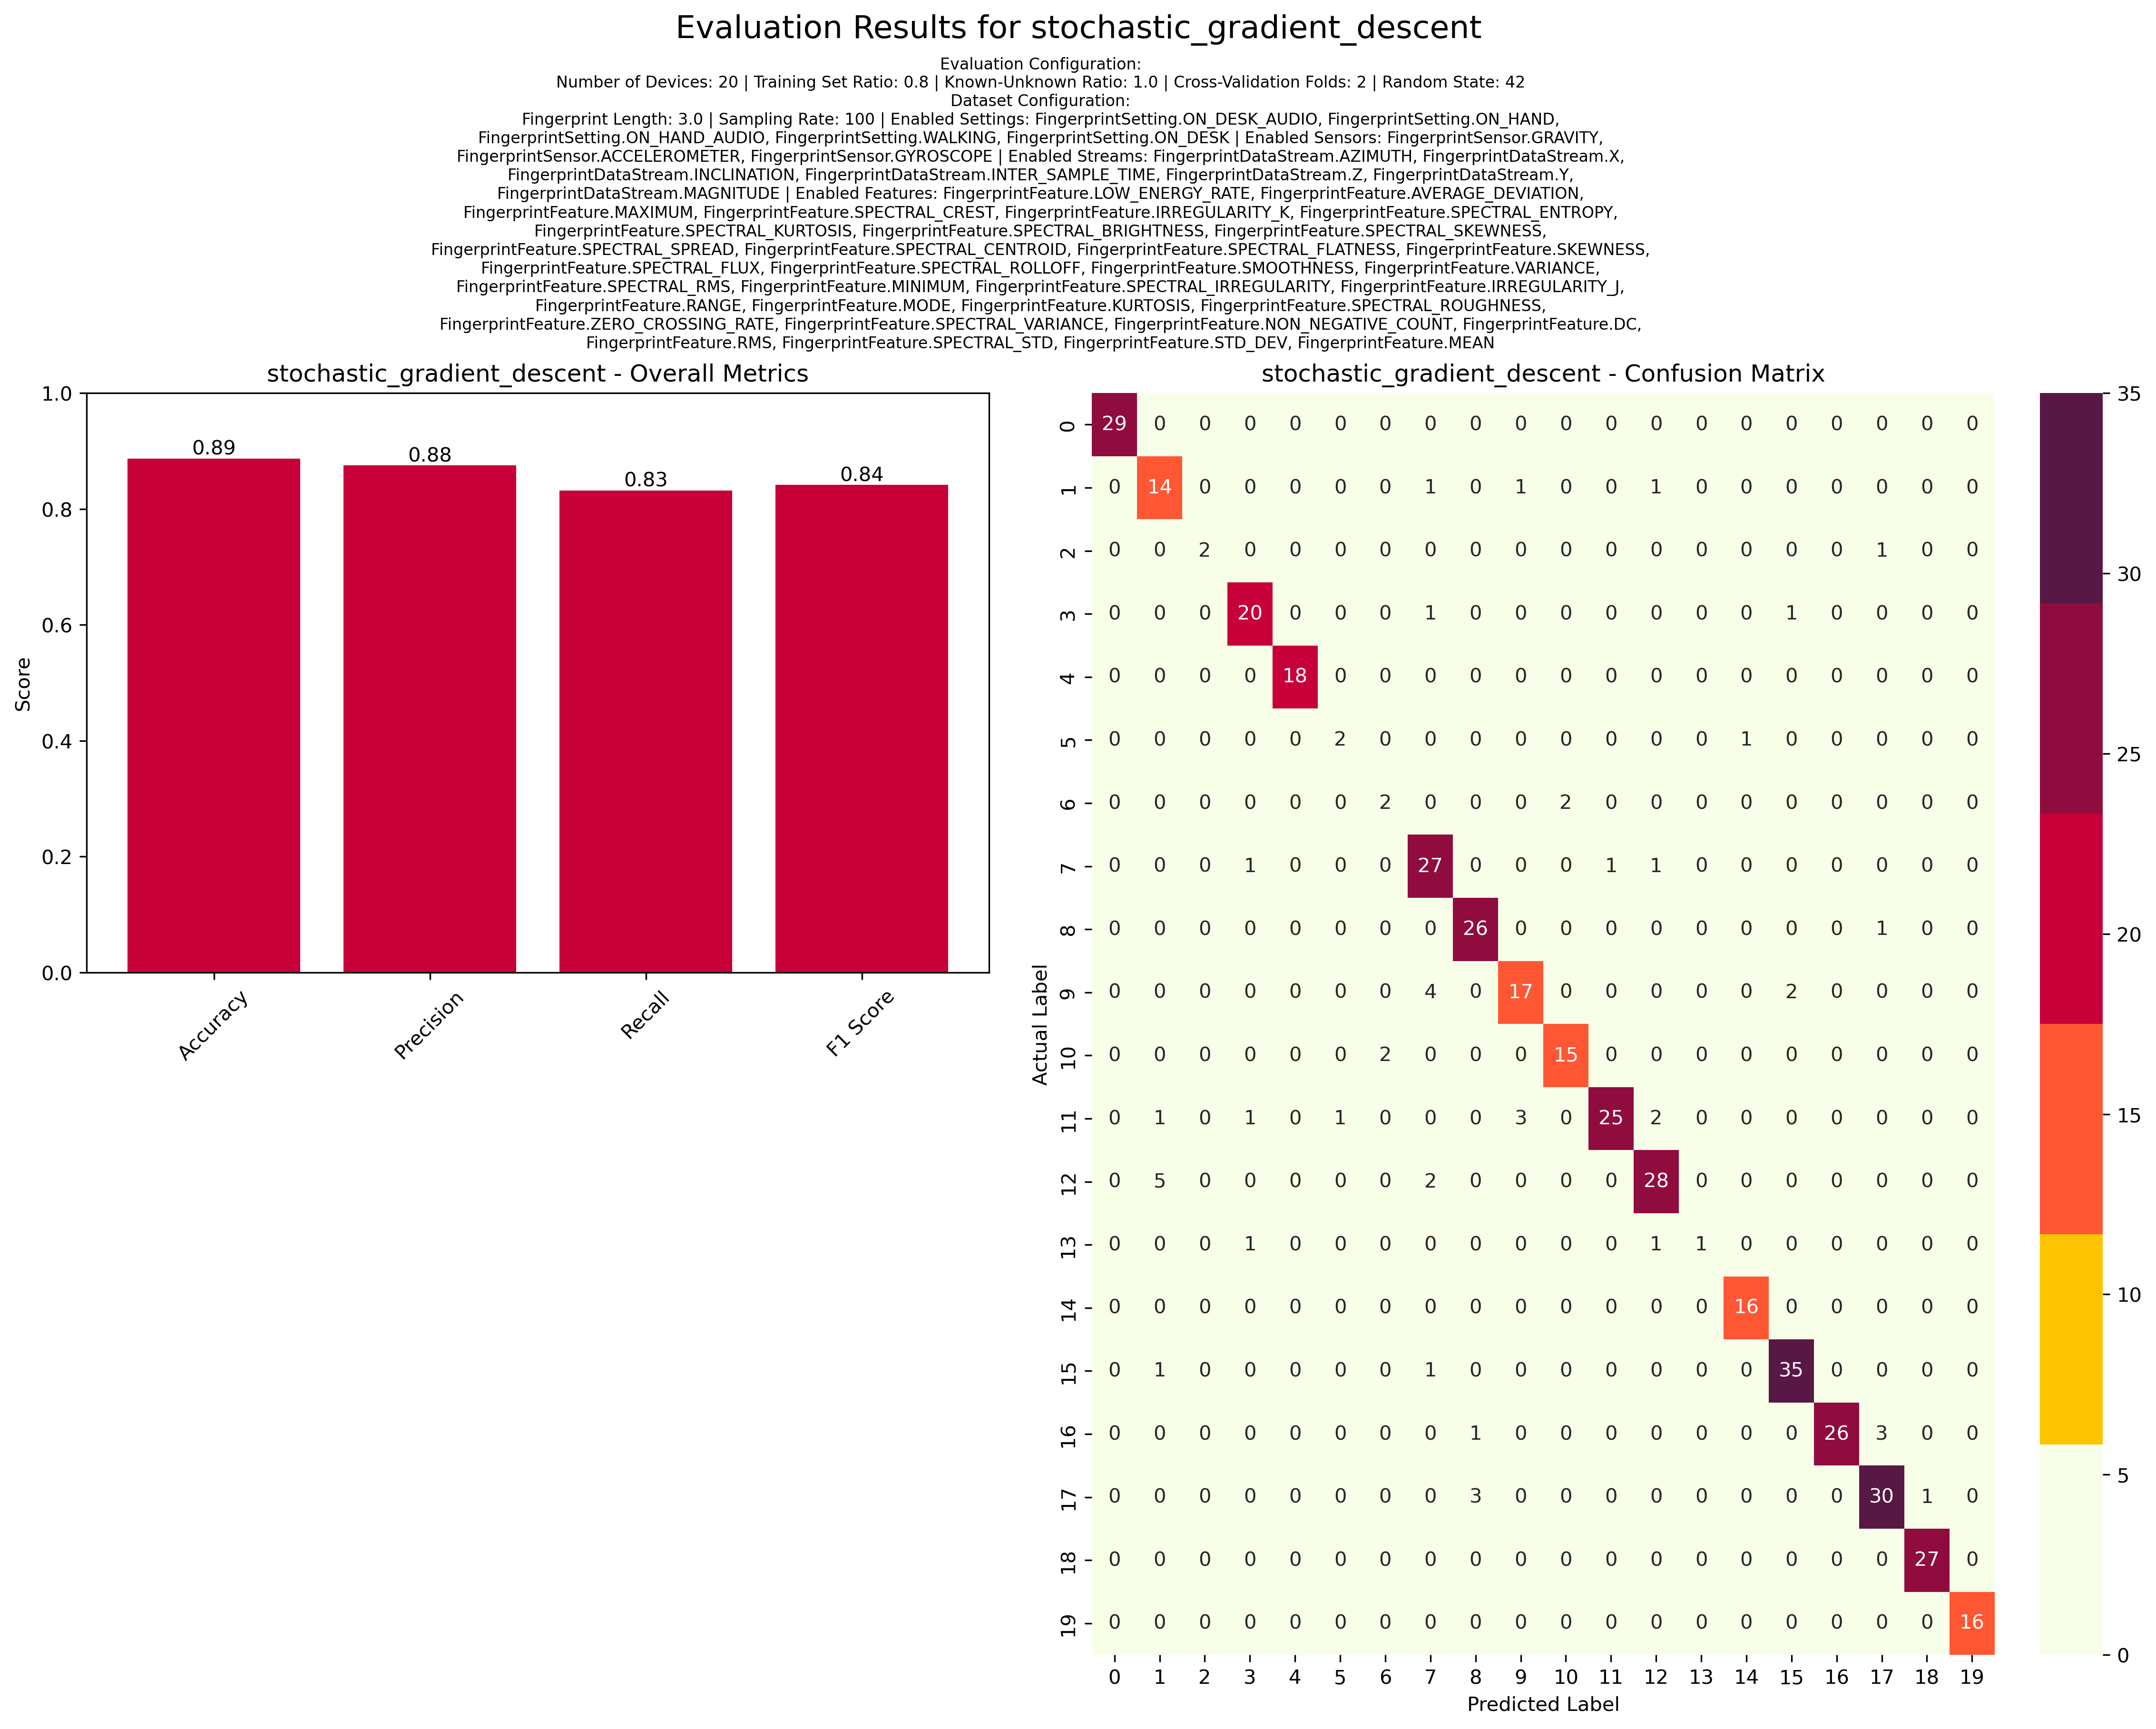 Evaluation Results for stochastic_gradient_descent
Evaluation Configuration:
Number of Devices: 20 | Training Set Ratio: 0.8 | Known-Unknown Ratio: 1.0 | Cross-Validation Folds: 2 | Random State: 42
Dataset Configuration:
Fingerprint Length: 3.0 | Sampling Rate: 100 | Enabled Settings: FingerprintSetting.ON_DESK_AUDIO, FingerprintSetting.ON_HAND,
FingerprintSetting.ON_HAND_AUDIO, FingerprintSetting.WALKING, FingerprintSetting.ON_DESK | Enabled Sensors: FingerprintSensor.GRAVITY,
FingerprintSensor.ACCELEROMETER, FingerprintSensor.GYROSCOPE | Enabled Streams: FingerprintDataStream.AZIMUTH, FingerprintDataStream.X,
FingerprintDataStream.INCLINATION, FingerprintDataStream.INTER_SAMPLE_TIME, FingerprintDataStream.Z, FingerprintDataStream.Y,
FingerprintDataStream.MAGNITUDE | Enabled Features: FingerprintFeature.LOW_ENERGY_RATE, FingerprintFeature.AVERAGE_DEVIATION,
FingerprintFeature.MAXIMUM, FingerprintFeature.SPECTRAL_CREST, FingerprintFeature.IRREGULARITY_K, FingerprintFeature.SPECTRAL_ENTROPY,
FingerprintFeature.SPECTRAL_KURTOSIS, FingerprintFeature.SPECTRAL_BRIGHTNESS, FingerprintFeature.SPECTRAL_SKEWNESS,
FingerprintFeature.SPECTRAL_SPREAD, FingerprintFeature.SPECTRAL_CENTROID, FingerprintFeature.SPECTRAL_FLATNESS, FingerprintFeature.SKEWNESS,
FingerprintFeature.SPECTRAL_FLUX, FingerprintFeature.SPECTRAL_ROLLOFF, FingerprintFeature.SMOOTHNESS, FingerprintFeature.VARIANCE,
FingerprintFeature.SPECTRAL_RMS, FingerprintFeature.MINIMUM, FingerprintFeature.SPECTRAL_IRREGULARITY, FingerprintFeature.IRREGULARITY_J,
FingerprintFeature.RANGE, FingerprintFeature.MODE, FingerprintFeature.KURTOSIS, FingerprintFeature.SPECTRAL_ROUGHNESS,
FingerprintFeature.ZERO_CROSSING_RATE, FingerprintFeature.SPECTRAL_VARIANCE, FingerprintFeature.NON_NEGATIVE_COUNT, FingerprintFeature.DC,
FingerprintFeature.RMS, FingerprintFeature.SPECTRAL_STD, FingerprintFeature.STD_DEV, FingerprintFeature.MEAN
stochastic_gradient_descent - Overall Metrics
1.0
0.8
0.6
0.4
0.2
0.0
Score
0.89
0.88
0.83
0.84
Accuracy
Precision
Recall
F1 Score
stochastic_gradient_descent - Confusion Matrix
Actual Label
0 29 0 0 0 0 0 0 0 0 0 0 0 0 0 0 0 0 0 0 0
1 0 14 0 0 0 0 0 1 0 1 0 0 1 0 0 0 0 0 0 0
2 0 0 2 0 0 0 0 0 0 0 0 0 0 0 0 0 0 1 0 0
3 0 0 0 20 0 0 0 1 0 0 0 0 0 0 0 1 0 0 0 0
4 0 0 0 0 18 0 0 0 0 0 0 0 0 0 0 0 0 0 0 0
5 0 0 0 0 0 2 0 0 0 0 0 0 0 0 1 0 0 0 0 0
6 0 0 0 0 0 0 2 0 0 0 2 0 0 0 0 0 0 0 0 0
7 0 0 0 1 0 0 0 27 0 0 0 1 1 0 0 0 0 0 0 0
8 0 0 0 0 0 0 0 0 26 0 0 0 0 0 0 0 0 1 0 0
9 0 0 0 0 0 0 0 4 0 17 0 0 0 0 0 2 0 0 0 0
10 0 0 0 0 0 0 2 0 0 0 15 0 0 0 0 0 0 0 0 0
11 0 1 0 1 0 1 0 0 0 3 0 25 2 0 0 0 0 0 0 0
12 0 5 0 0 0 0 0 2 0 0 0 0 28 0 0 0 0 0 0 0
13 0 0 0 1 0 0 0 0 0 0 0 0 1 1 0 0 0 0 0 0
14 0 0 0 0 0 0 0 0 0 0 0 0 0 0 16 0 0 0 0 0
15 0 1 0 0 0 0 0 1 0 0 0 0 0 0 0 35 0 0 0 0
16 0 0 0 0 0 0 0 0 1 0 0 0 0 0 0 0 26 3 0 0
17 0 0 0 0 0 0 0 0 3 0 0 0 0 0 0 0 0 30 1 0
18 0 0 0 0 0 0 0 0 0 0 0 0 0 0 0 0 0 0 27 0
19 0 0 0 0 0 0 0 0 0 0 0 0 0 0 0 0 0 0 0 16
0 1 2 3 4 5 6 7 8 9 10 11 12 13 14 15 16 17 18 19
Predicted Label
35
30
25
20
15
10
5
0